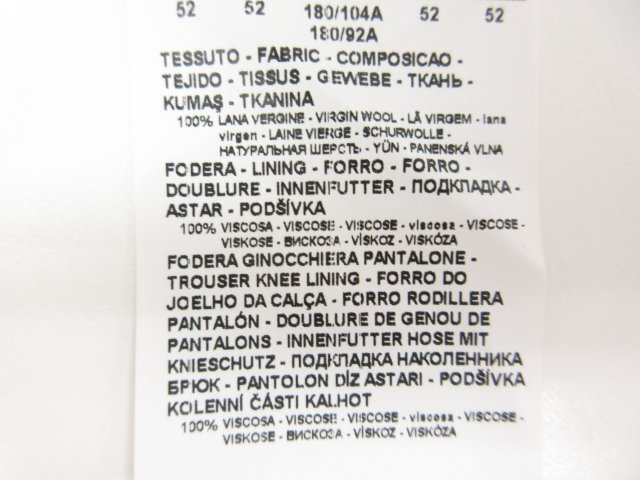 52 52 180/104A 52 52
180/92A
TESSUTO - FABRIC - COMPOSICAO -
TEJIDO - TISSUS - GEWEBE - ТКАНЬ -
KUMAŞ - TKANINA
100% LANA VERGINE - VIRGIN WOOL - LÃ VIRGEM - lana
virgen - LAINE VIERGE - SCHURWOLLE -
НАТУРАЛЬНАЯ ШЕРСТЬ - YÜN - PANENSKÁ VLNA
FODERA - LINING - FORRO - FORRO -
DOUBLURE - INNENFUTTER - ПОДКЛАДКА -
ASTAR - PODŠÍVKA
100% VISCOSA - VISCOSE - VISCOSE - viscosa - VISCOSE -
VISKOSE - ВИСКОЗА - VİSKOZ - VISKÓZA
FODERA GINOCCHIERA PANTALONE -
TROUSER KNEE LINING - FORRO DO
JOELHO DA CALÇA - FORRO RODILLERA
PANTALÓN - DOUBLURE DE GENOU DE
PANTALONS - INNENFUTTER HOSE MIT
KNIESCHUTZ - ПОДКЛАДКА НАКОЛЕННИКА
БРЮК - PANTOLON DİZ ASTARI - PODŠÍVKA
KOLENNÍ ČÁSTI KALHOT
100% VISCOSA - VISCOSE - VISCOSE - viscosa - VISCOSE -
VISKOSE - ВИСКОЗА - VİSKOZ - VISKÓZA